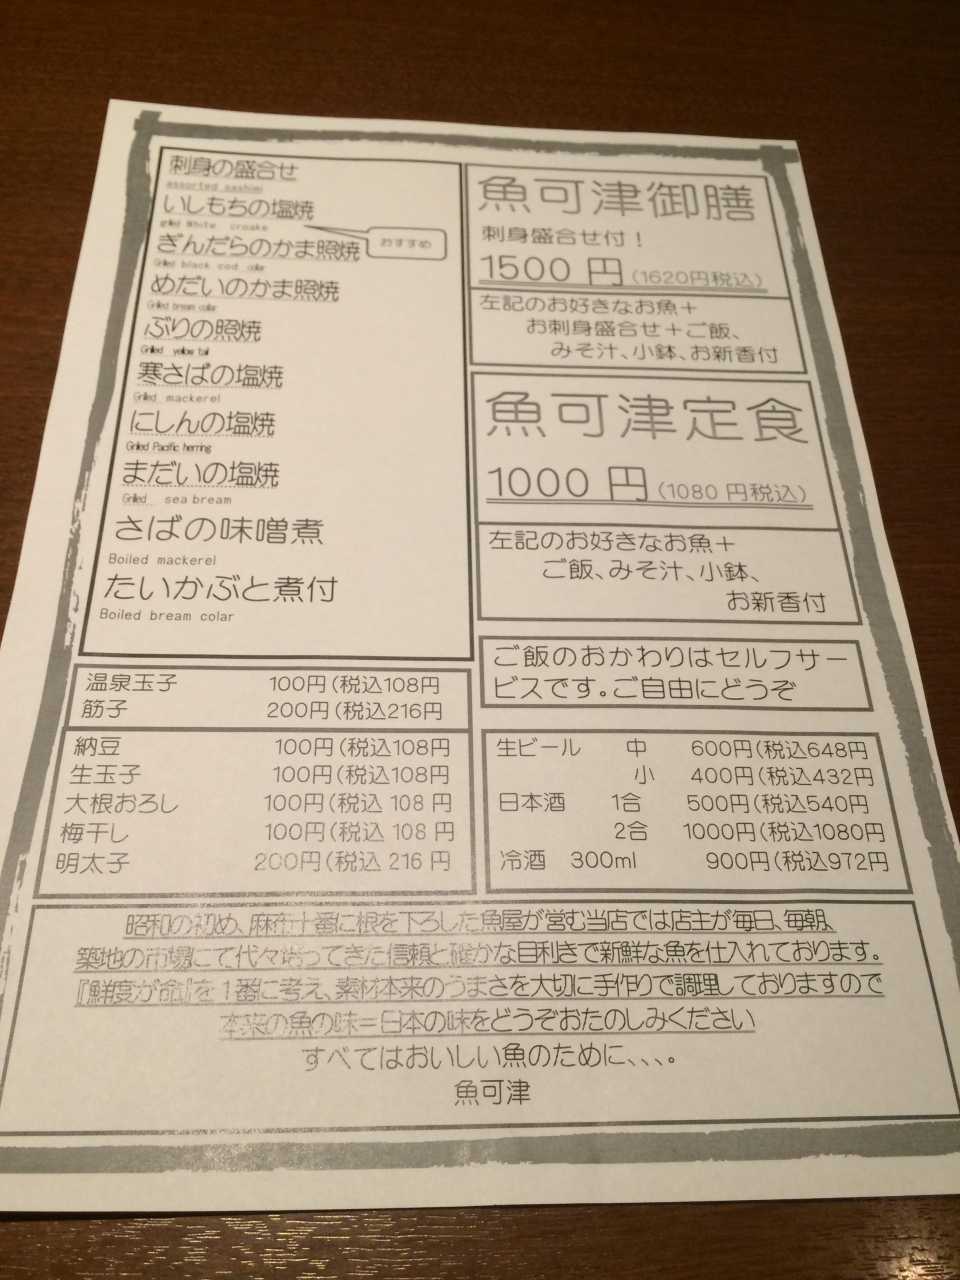 刺身の盛合せ
assorted sashimi
いしもちの塩焼
grilled White croake
ぎんだらのかま照焼
おすすめ
Grilled black cod colar
めだいのかま照焼
Grilled bream colar
ぶりの照焼
Grilled yellow tail
寒さばの塩焼
Grilled mackerel
にしんの塩焼
Grilled Pacific herring
まだいの塩焼
Grilled sea bream
さばの味噌煮
Boiled mackerel
たいかぶと煮付
Boiled bream colar
魚可津御膳
刺身盛合せ付！
1500 円(1620円税込)
左記のお好きなお魚＋
お刺身盛合せ＋ご飯、
みそ汁、小鉢、お新香付
魚可津定食
1000 円(1080 円税込)
左記のお好きなお魚＋
ご飯、みそ汁、小鉢、
お新香付
ご飯のおかわりはセルフサー
ビスです。ご自由にどうぞ
温泉玉子 100円(税込108円
筋子 200円(税込216円
納豆 100円(税込108円
生玉子 100円(税込108円
大根おろし 100円(税込 108 円
梅干し 100円(税込 108 円
明太子 200円(税込 216 円
生ビール 中 600円(税込648円
小 400円(税込432円
日本酒 1合 500円(税込540円
2合 1000円(税込1080円
冷酒 300ml 900円(税込972円
昭和の初め、麻布十番に根を下ろした魚屋が営む当店では店主が毎日、毎朝、
築地の市場にて代々培ってきた信頼と確かな目利きで新鮮な魚を仕入れております。
『鮮度が命』を１番に考え、素材本来のうまさを大切に手作りで調理しておりますので
本来の魚の味＝日本の味をどうぞおたのしみください
すべてはおいしい魚のために、、、。
魚可津